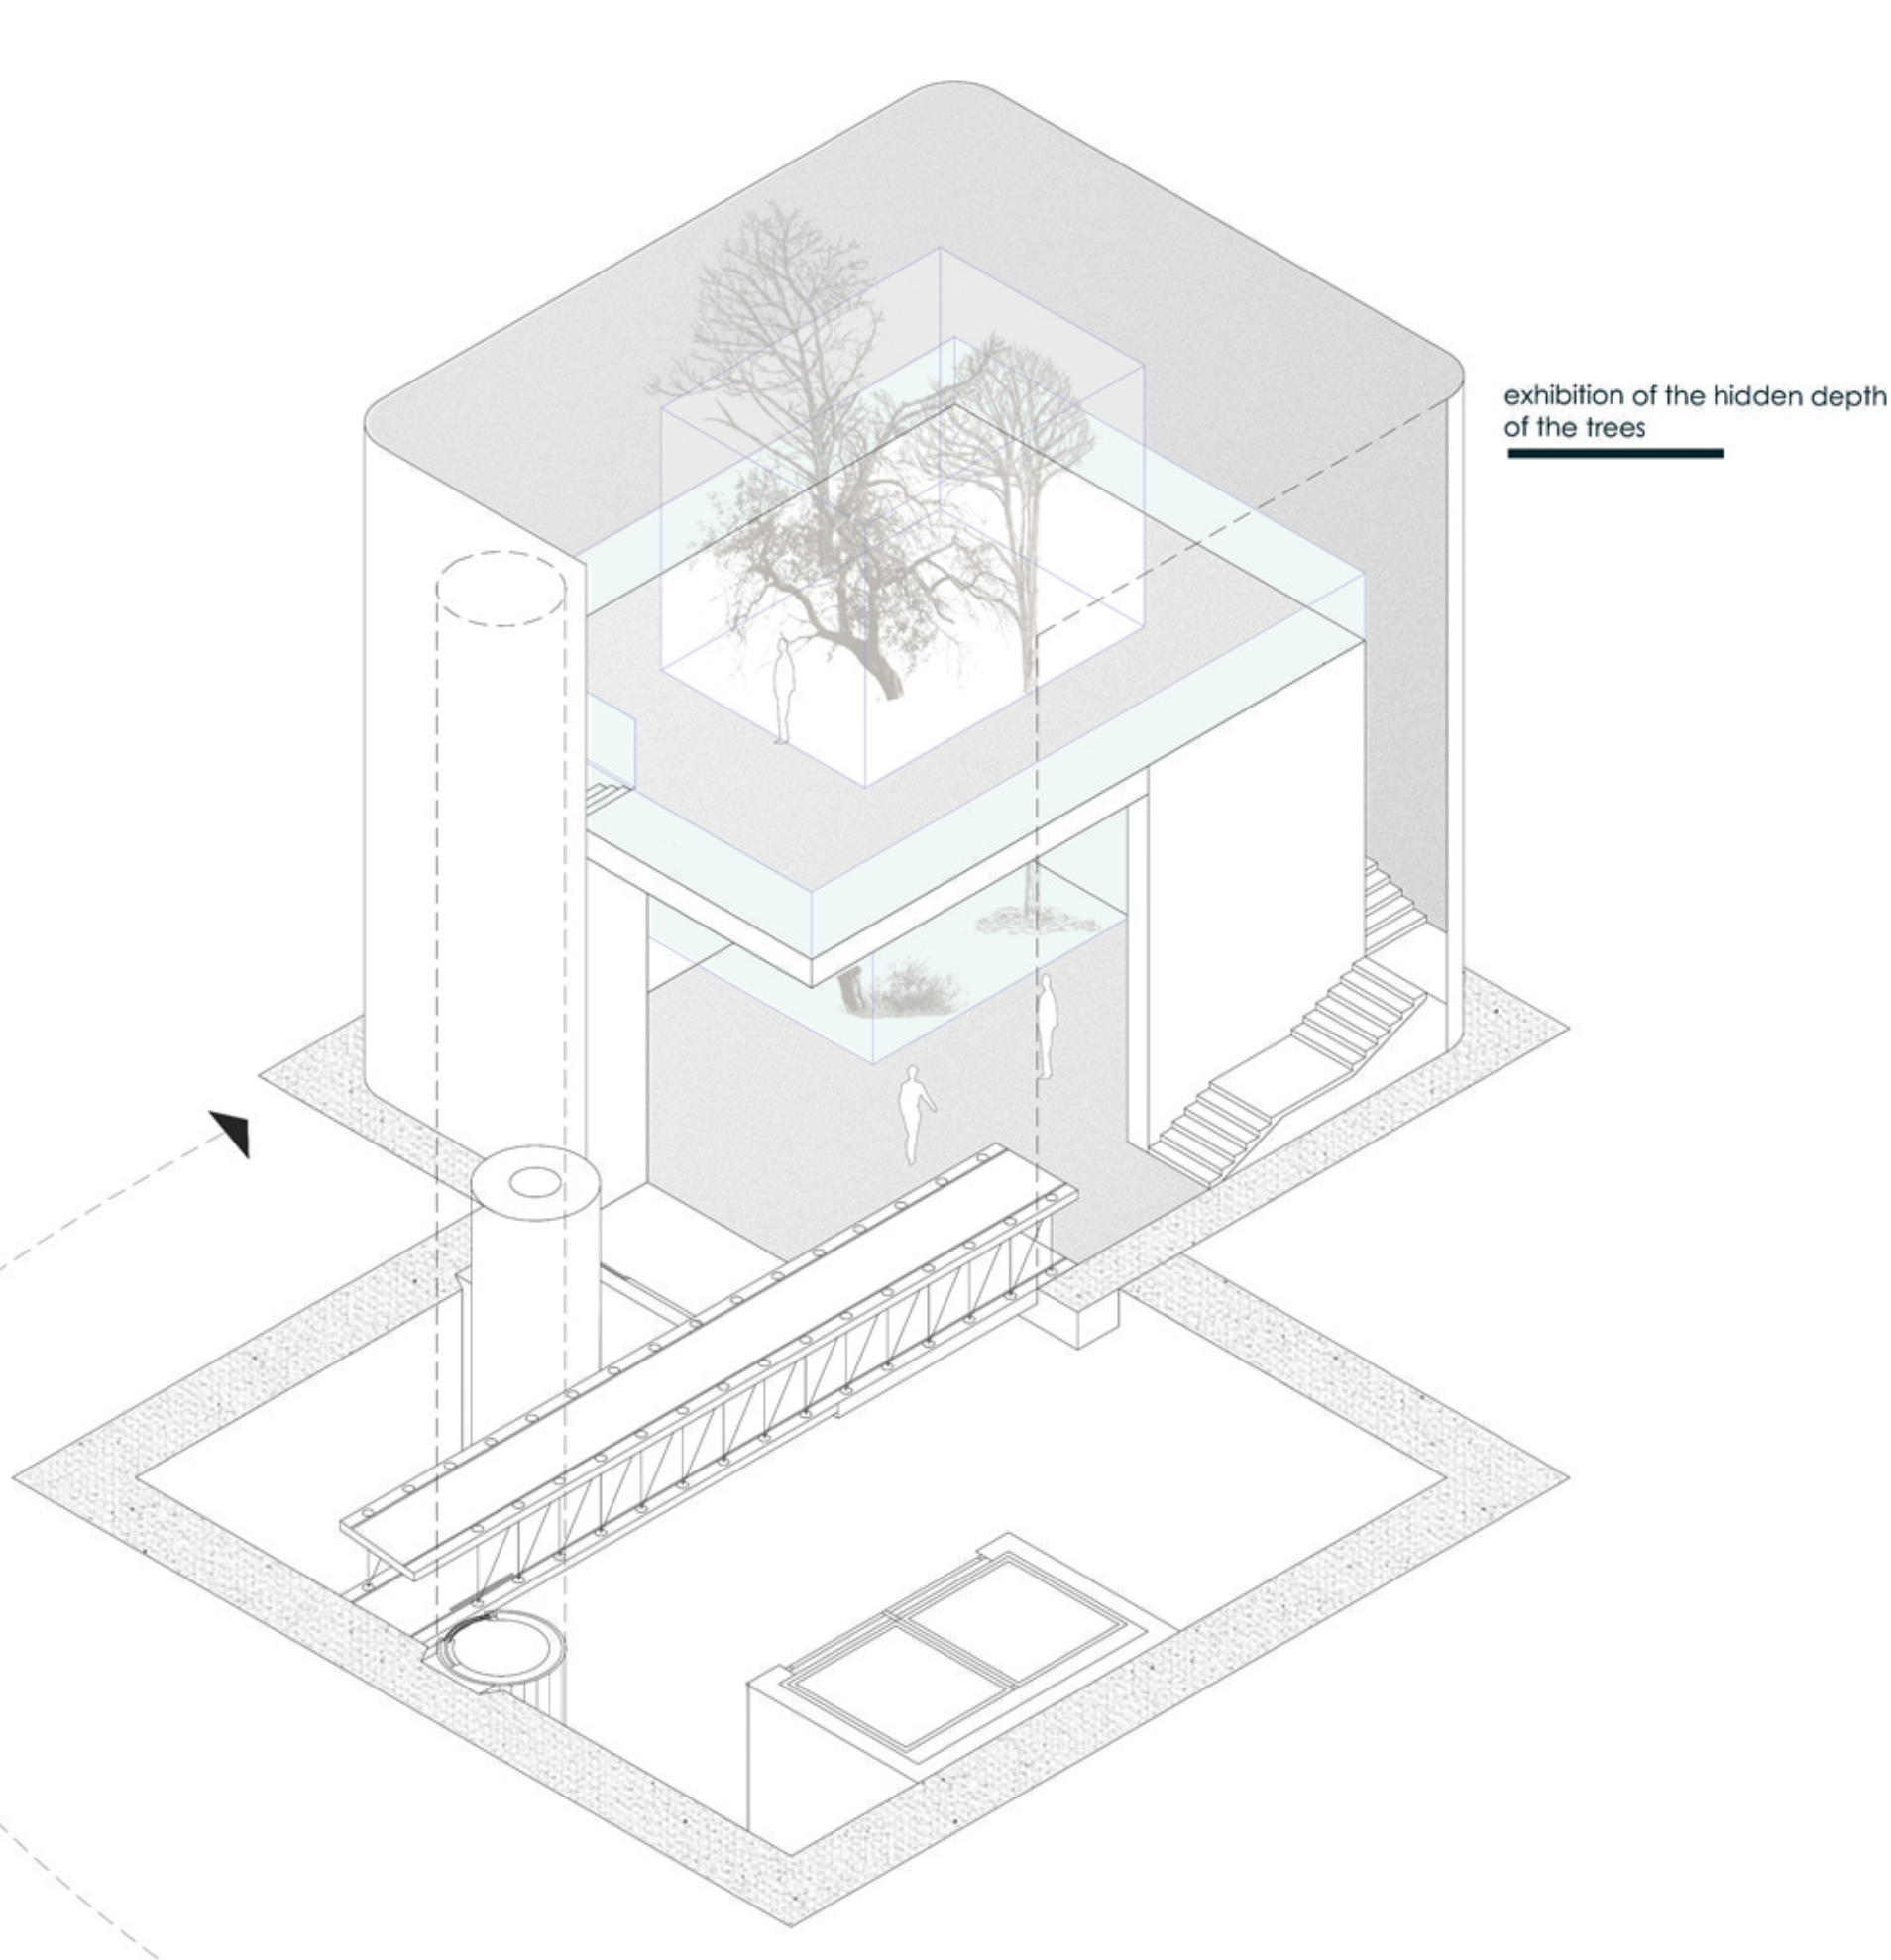 exhibition of the hidden depth
of the trees